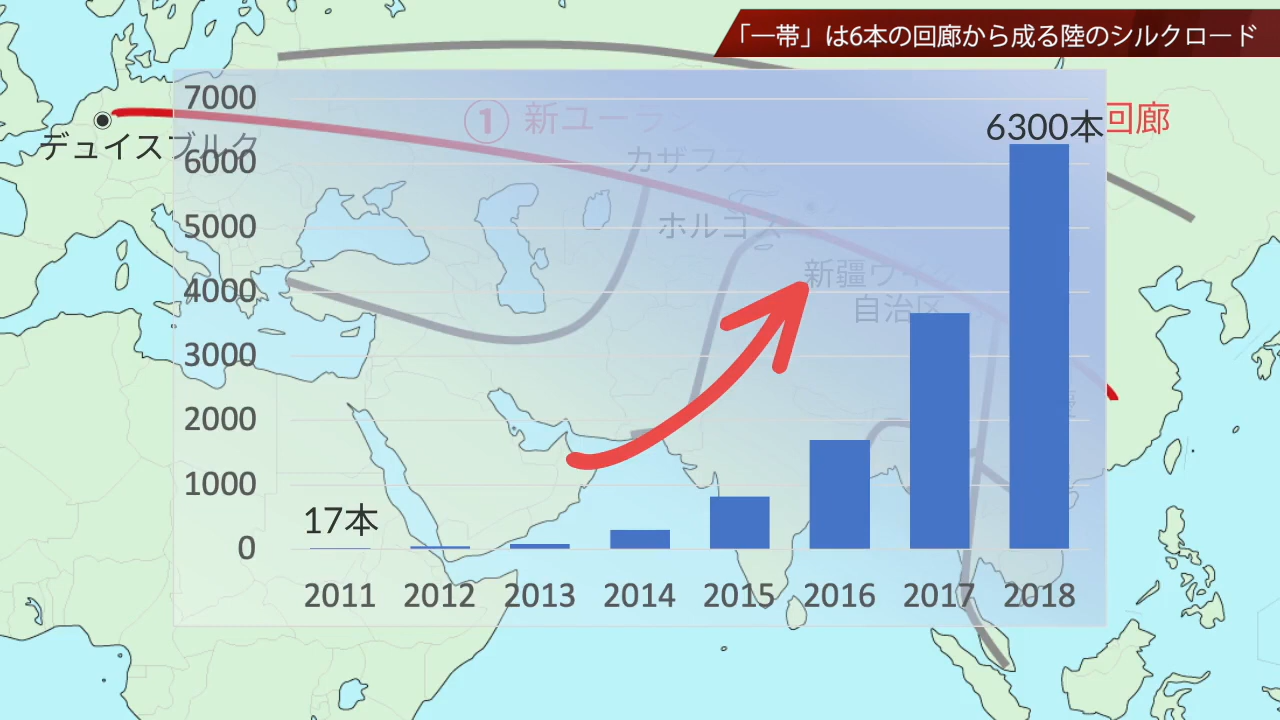 「一帯」は6本の回廊から成る陸のシルクロード
デュイスブルク
① 新ユーラ
回廊
カザフス
ホルゴス
新疆ウイグル
自治区
7000
6000
5000
4000
3000
2000
1000
0
17本
6300本
2011 2012 2013 2014 2015 2016 2017 2018